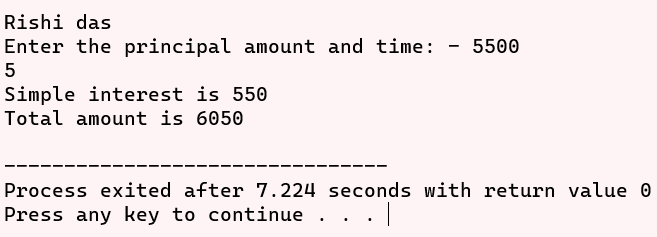 Rishi das
Enter the principal amount and time: - 5500
5
Simple interest is 550
Total amount is 6050
--------------------------------
Process exited after 7.224 seconds with return value 0
Press any key to continue . . .